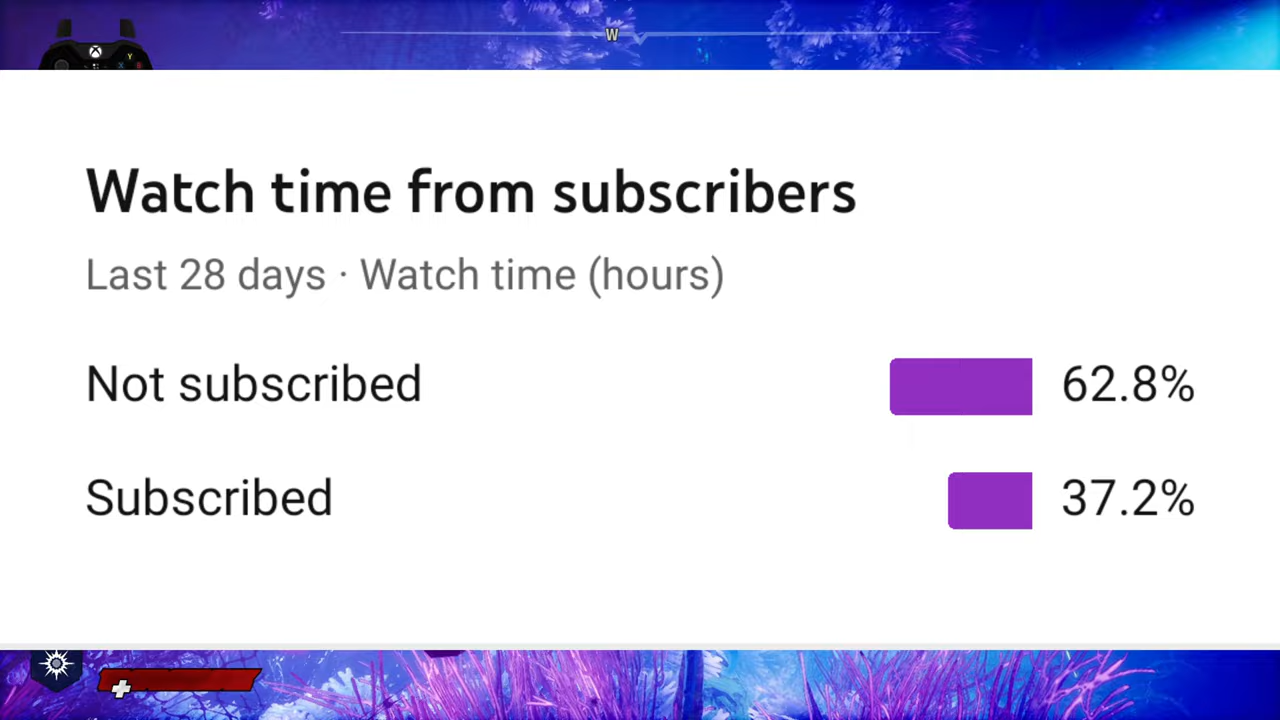 W
Watch time from subscribers
Last 28 days · Watch time (hours)
Not subscribed 62.8%
Subscribed 37.2%